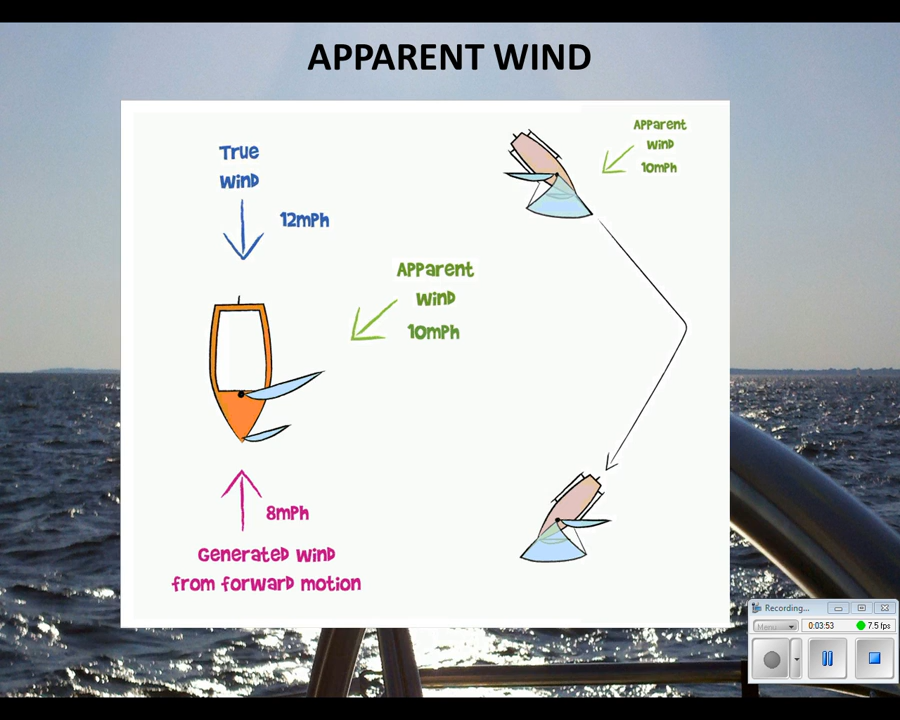 APPARENT WIND
True
Wind
12mph
Apparent
Wind
10mph
8mph
Generated wind
from forward motion
Apparent
Wind
10mph
Recording...
Menu
0:03:53
7.5 fps